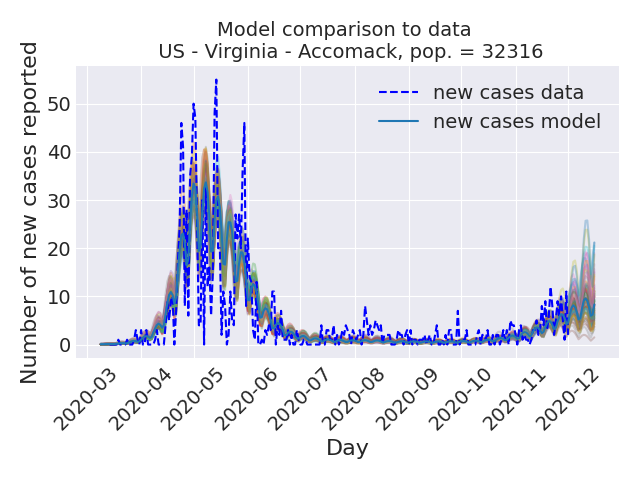 Model comparison to data
US - Virginia - Accomack, pop. = 32316
Number of new cases reported
50
40
30
20
10
0
new cases data
new cases model
2020-03
2020-04
2020-05
2020-06
2020-07
2020-08
2020-09
2020-10
2020-11
2020-12
Day